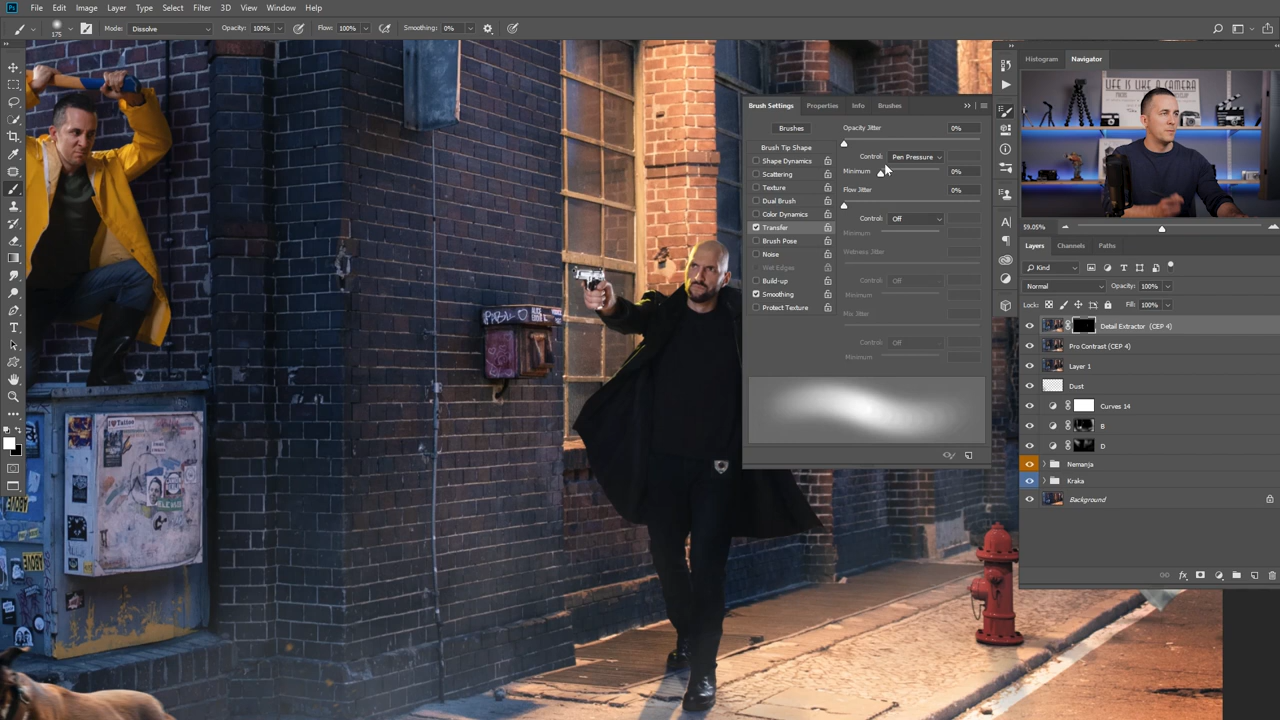 Ps File Edit Image Layer Type Select Filter 3D View Window Help
175 Mode: Dissolve Opacity: 100% Flow: 100% Smoothing: 0%
Histogram Navigator
LIFE IS LIKE A CAMERA
59.05%
Brush Settings Properties Info Brushes
Brushes
Brush Tip Shape
Shape Dynamics
Scattering
Texture
Dual Brush
Color Dynamics
Transfer
Brush Pose
Noise
Wet Edges
Build-up
Smoothing
Protect Texture
Opacity Jitter 0%
Control: Pen Pressure
Minimum 0%
Flow Jitter 0%
Control: Off
Minimum
Wetness Jitter
Control: Off
Minimum
Mix Jitter
Control: Off
Minimum
Layers Channels Paths
Kind
Normal Opacity: 100%
Lock: Fill: 100%
Detail Extractor (CEP 4)
Pro Contrast (CEP 4)
Layer 1
Dust
Curves 14
B
D
Nemanja
Kraka
Background
I ♥ Tattoo